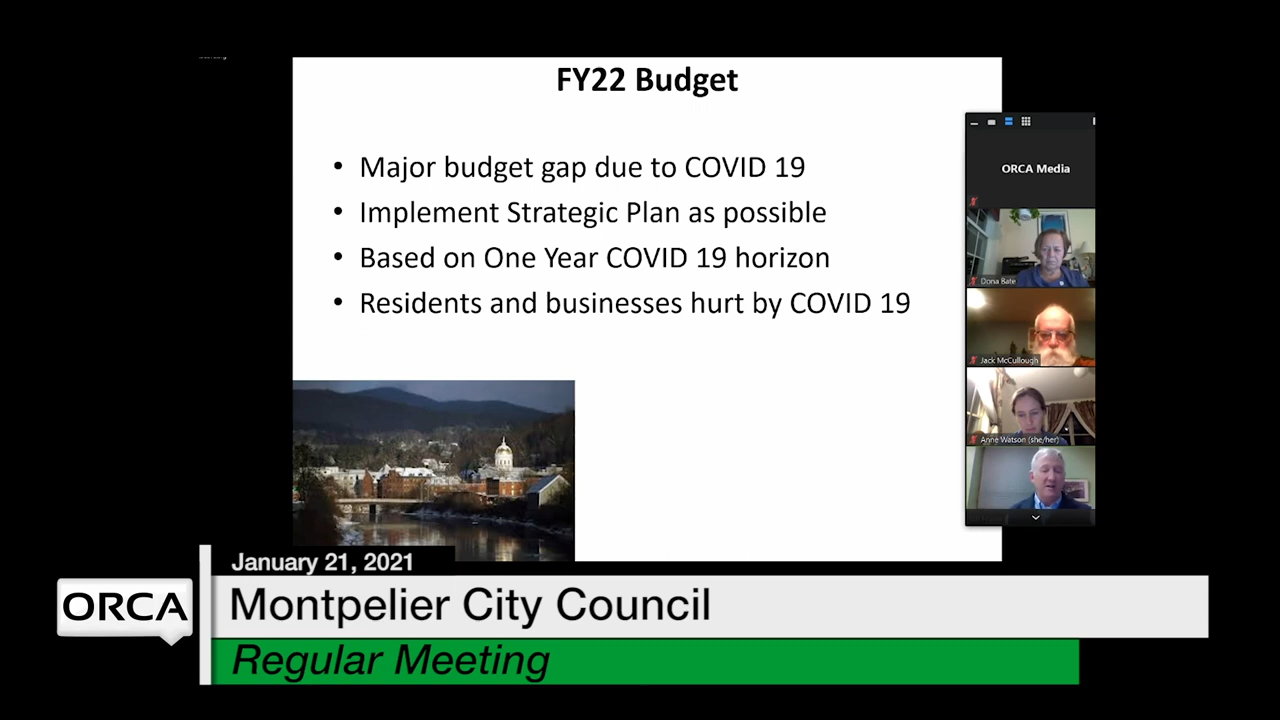 FY22 Budget
• Major budget gap due to COVID 19
• Implement Strategic Plan as possible
• Based on One Year COVID 19 horizon
• Residents and businesses hurt by COVID 19
ORCA Media
Dona Bate
Jack McCullough
Anne Watson (she/her)
January 21, 2021
ORCA
Montpelier City Council
Regular Meeting